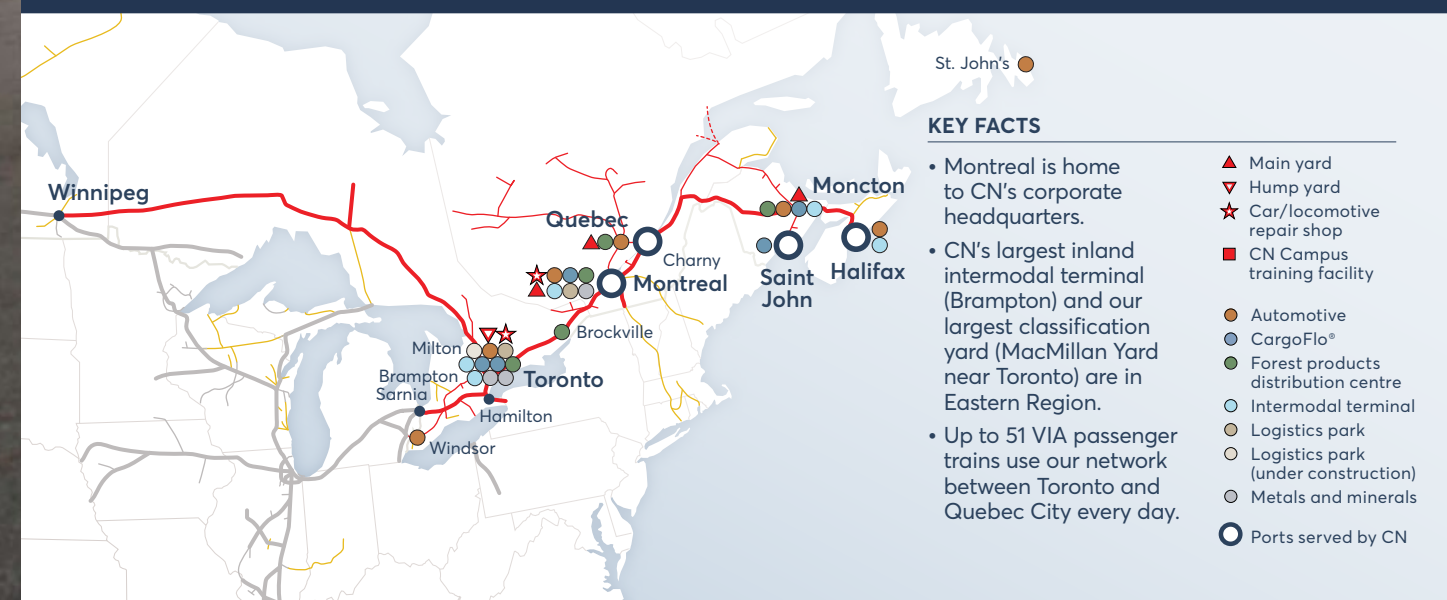 St. John's
KEY FACTS
• Montreal is home
to CN's corporate
headquarters.
• CN's largest inland
intermodal terminal
(Brampton) and our
largest classification
yard (MacMillan Yard
near Toronto) are in
Eastern Region.
• Up to 51 VIA passenger
trains use our network
between Toronto and
Quebec City every day.
Main yard
Hump yard
Car/locomotive
repair shop
CN Campus
training facility
Automotive
CargoFlo®
Forest products
distribution centre
Intermodal terminal
Logistics park
Logistics park
(under construction)
Metals and minerals
Ports served by CN
Winnipeg
Quebec
Charny
Montreal
Moncton
Saint
John
Halifax
Brockville
Milton
Brampton
Toronto
Sarnia
Hamilton
Windsor